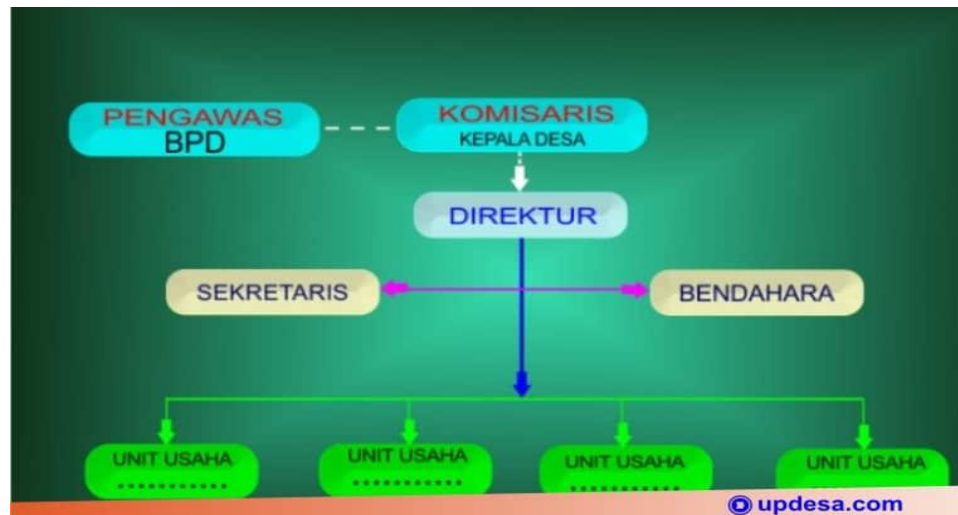 PENGAWAS
BPD
KOMISARIS
KEPALA DESA
DIREKTUR
SEKRETARIS
BENDAHARA
UNIT USAHA
...........
UNIT USAHA
...........
UNIT USAHA
...........
UNIT USAHA
updesa.com